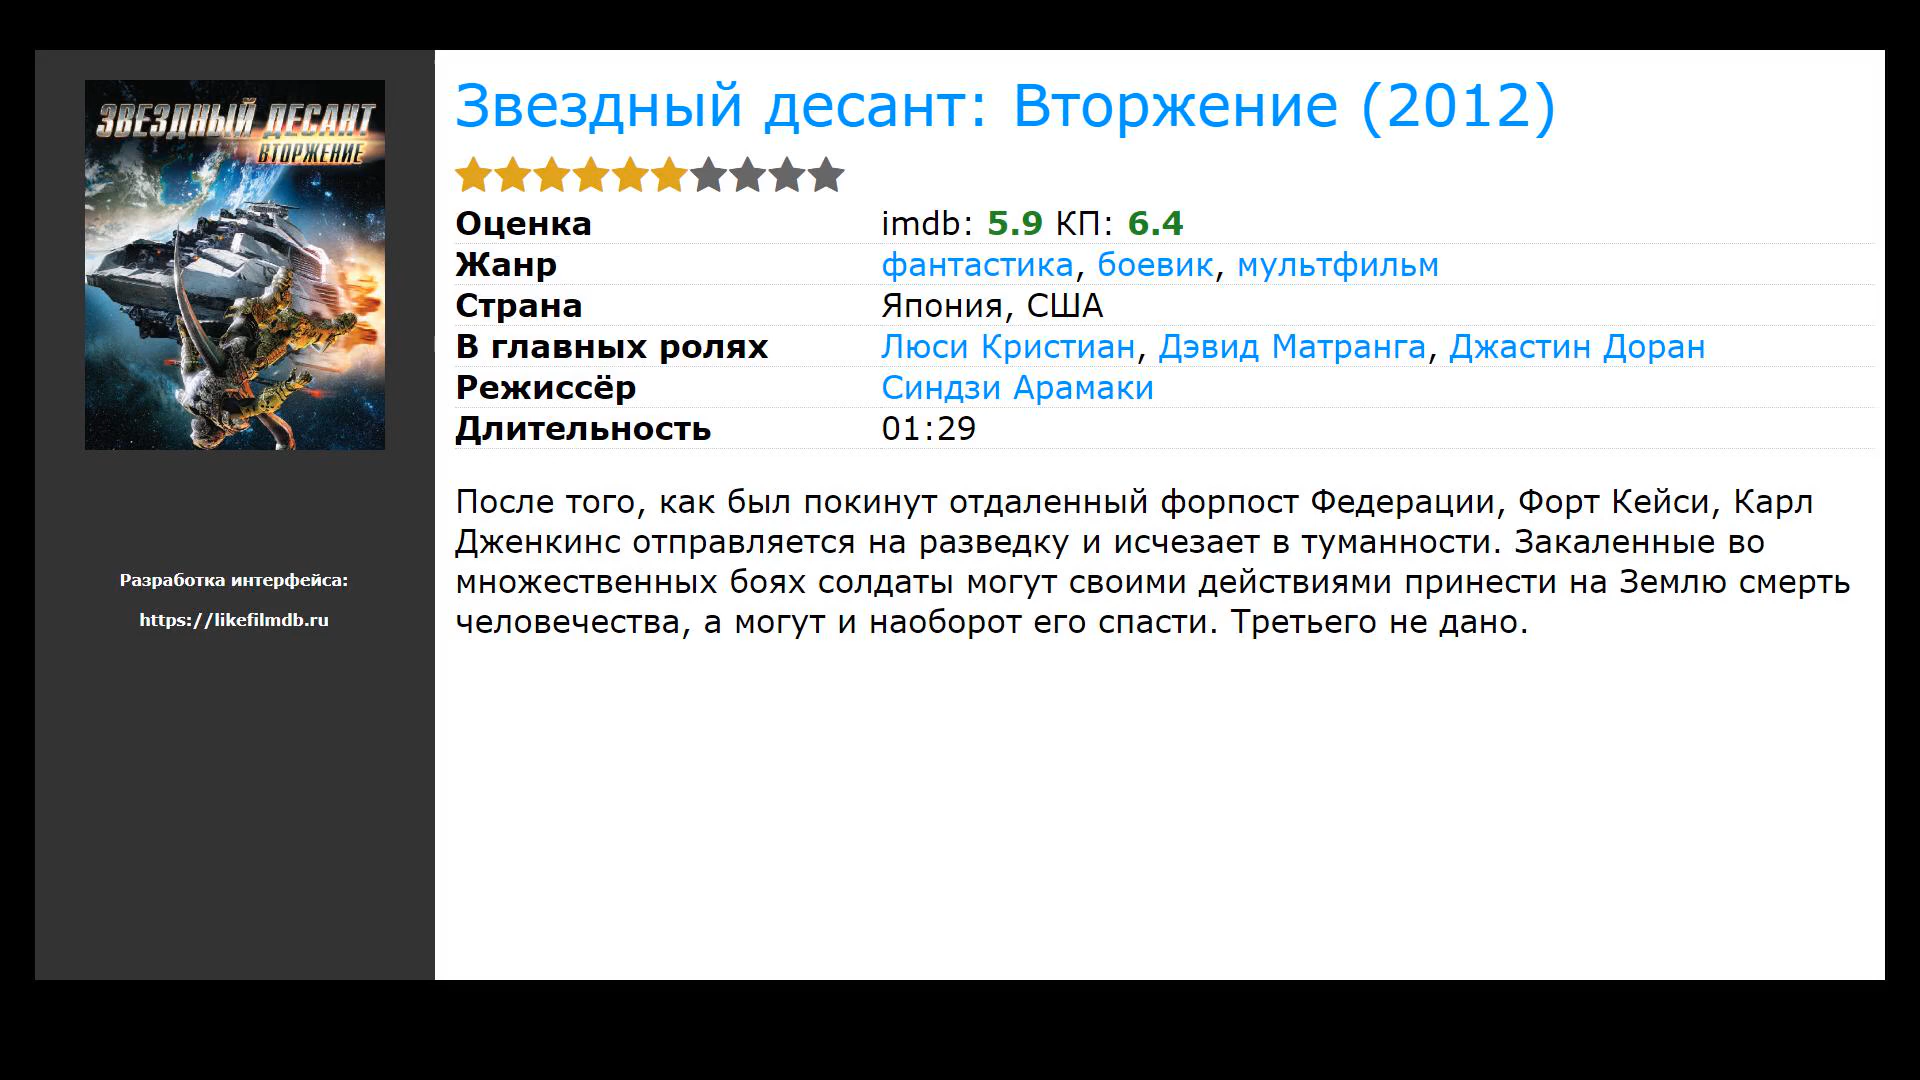 ЗВЕЗДНЫЙ ДЕСАНТ
ВТОРЖЕНИЕ
Разработка интерфейса:
https://likefilmdb.ru
Звездный десант: Вторжение (2012)
Оценка imdb: 5.9 КП: 6.4
Жанр фантастика, боевик, мультфильм
Страна Япония, США
В главных ролях Люси Кристиан, Дэвид Матранга, Джастин Доран
Режиссёр Синдзи Арамаки
Длительность 01:29
После того, как был покинут отдаленный форпост Федерации, Форт Кейси, Карл
Дженкинс отправляется на разведку и исчезает в туманности. Закаленные во
множественных боях солдаты могут своими действиями принести на Землю смерть
человечества, а могут и наоборот его спасти. Третьего не дано.